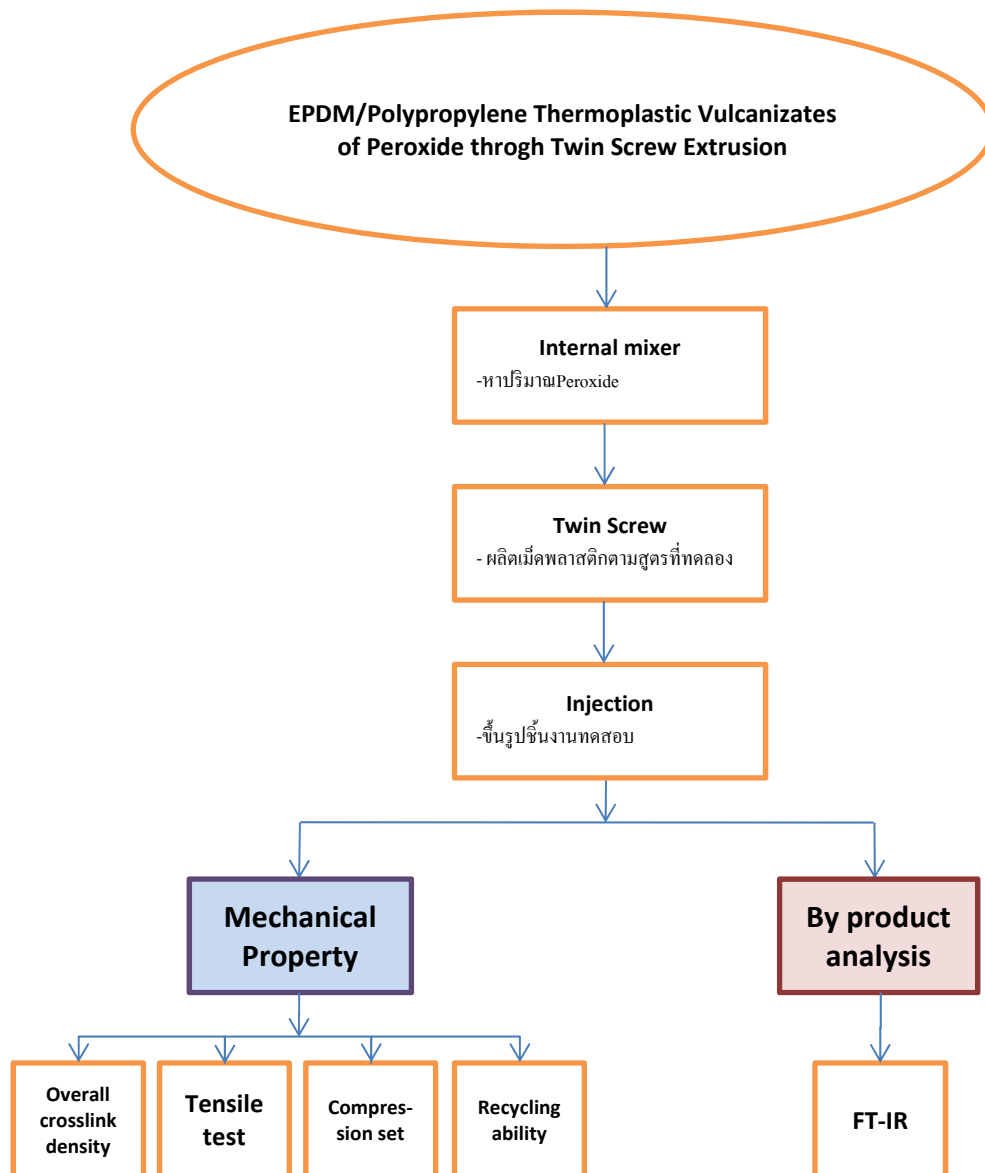 EPDM/Polypropylene Thermoplastic Vulcanizates
of Peroxide throgh Twin Screw Extrusion
Internal mixer
-หาปริมาณPeroxide
Twin Screw
- ผลิตเม็ดพลาสติกตามสูตรที่ทดลอง
Injection
-ขึ้นรูปชิ้นงานทดสอบ
Mechanical
Property
By product
analysis
Overall
crosslink
density
Tensile
test
Compres-
sion set
Recycling
ability
FT-IR